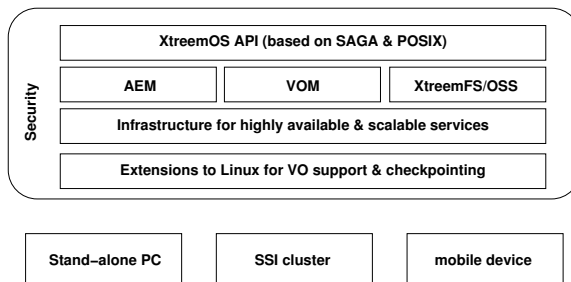 XtreemOS API (based on SAGA & POSIX)
AEM
VOM
XtreemFS/OSS
Security
Infrastructure for highly available & scalable services
Extensions to Linux for VO support & checkpointing
Stand−alone PC
SSI cluster
mobile device